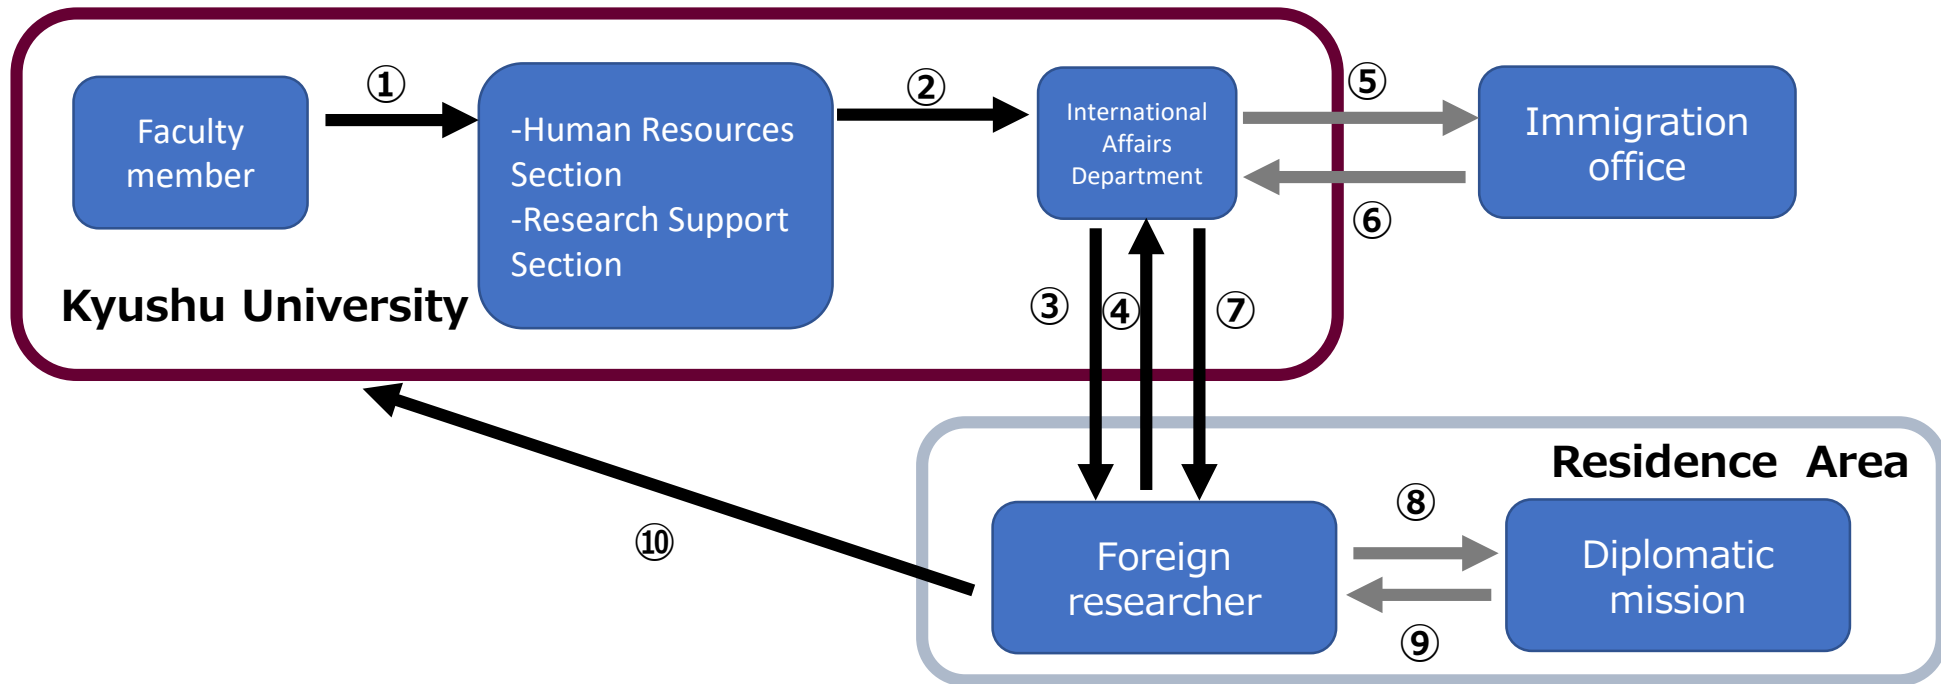 ①
②
⑤
Faculty
member
-Human Resources
Section
-Research Support
Section
International
Affairs
Department
Immigration
office
⑥
Kyushu University
③
④
⑦
Residence Area
⑩
Foreign
researcher
⑧
⑨
Diplomatic
mission